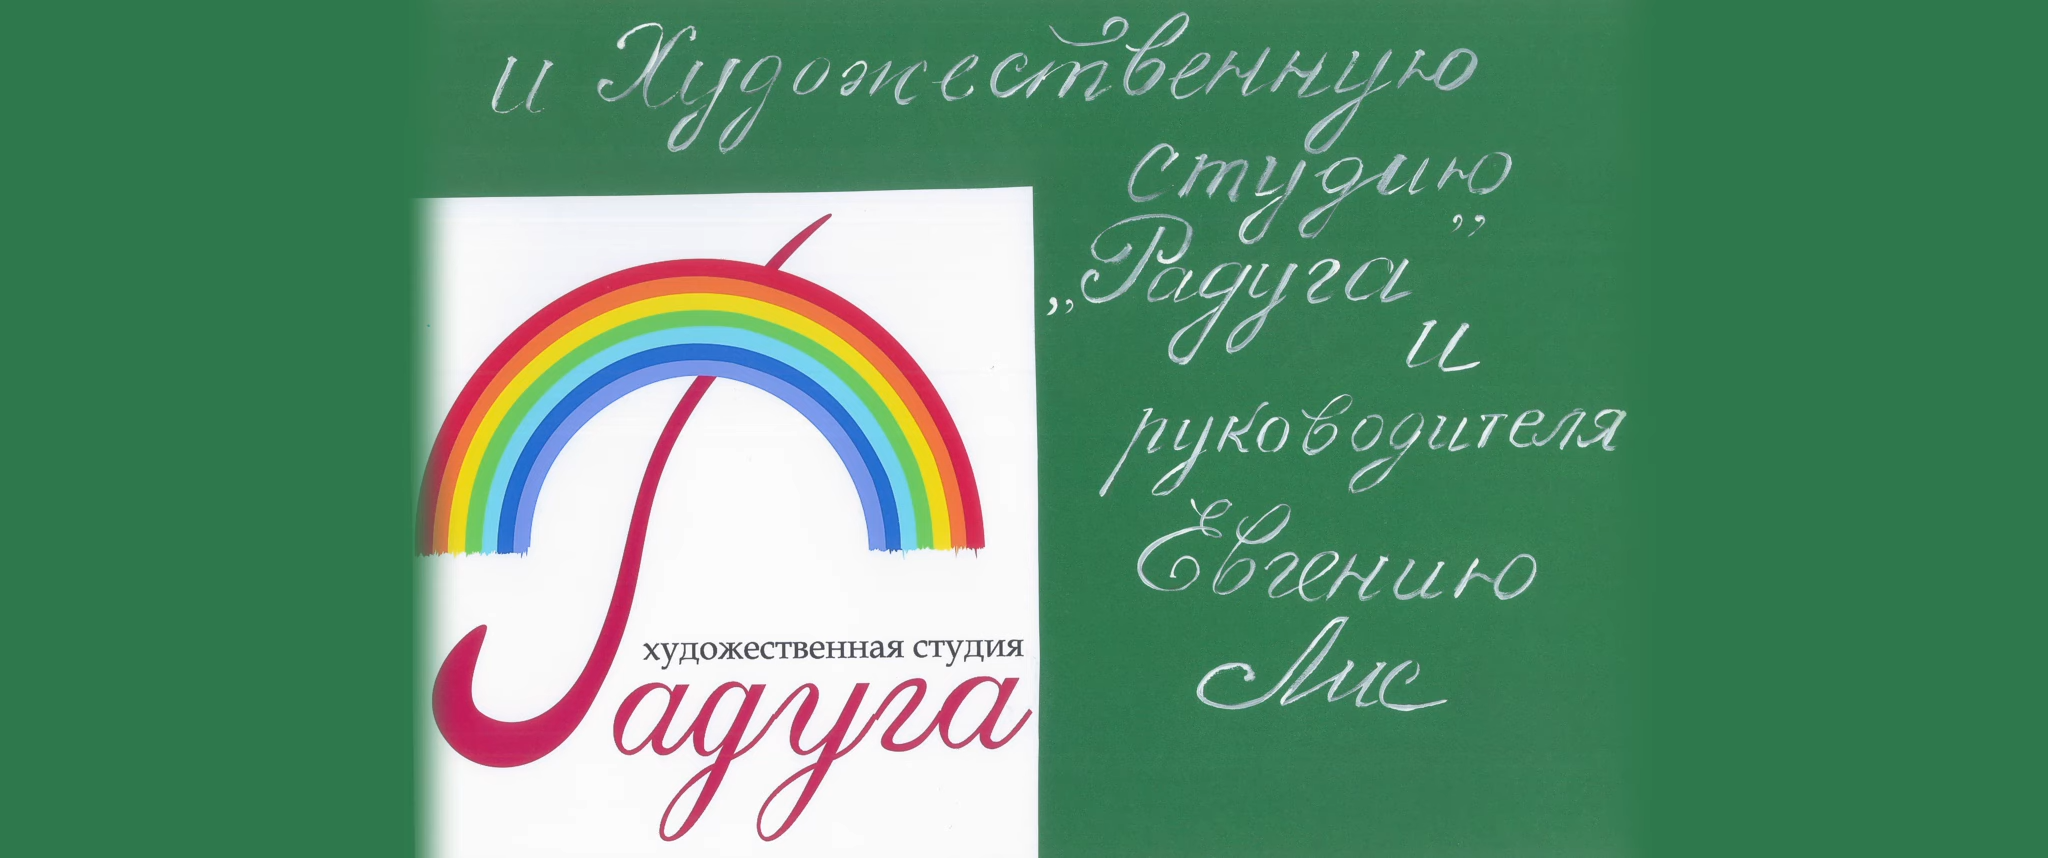 и Художественную
студию
„Радуга”
и
руководителя
Евгению
Лис
художественная студия
Радуга